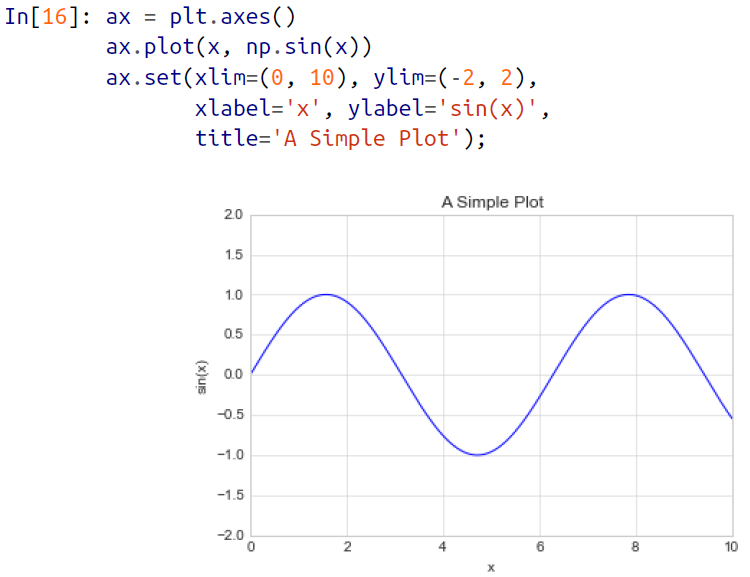 In[16]: ax = plt.axes()
ax.plot(x, np.sin(x))
ax.set(xlim=(0, 10), ylim=(-2, 2),
xlabel='x', ylabel='sin(x)',
title='A Simple Plot');
A Simple Plot
2.0
1.5
1.0
0.5
0.0
−0.5
−1.0
−1.5
−2.0
sin(x)
0 2 4 6 8 10
x